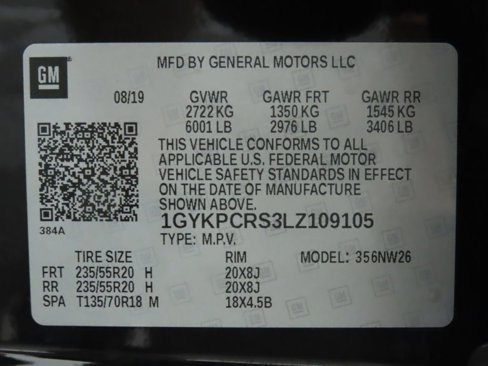 GM
MFD BY GENERAL MOTORS LLC
08/19 GVWR GAWR FRT GAWR RR
2722 KG 1350 KG 1545 KG
6001 LB 2976 LB 3406 LB
THIS VEHICLE CONFORMS TO ALL
APPLICABLE U.S. FEDERAL MOTOR
VEHICLE SAFETY STANDARDS IN EFFECT
ON THE DATE OF MANUFACTURE
SHOWN ABOVE.
384A
1GYKPCRS3LZ109105
TYPE: M.P.V.
TIRE SIZE RIM MODEL: 356NW26
FRT 235/55R20 H 20X8J
RR 235/55R20 H 20X8J
SPA T135/70R18 M 18X4.5B